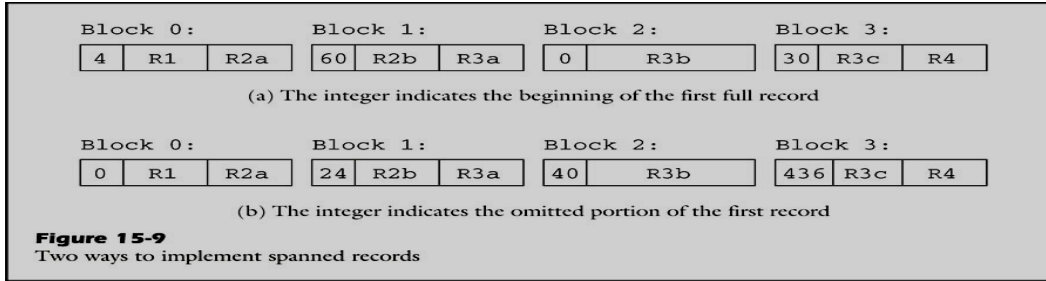 Block 0: Block 1: Block 2: Block 3:
4 R1 R2a 60 R2b R3a 0 R3b 30 R3c R4
(a) The integer indicates the beginning of the first full record
Block 0: Block 1: Block 2: Block 3:
0 R1 R2a 24 R2b R3a 40 R3b 436 R3c R4
(b) The integer indicates the omitted portion of the first record
Figure 15-9
Two ways to implement spanned records